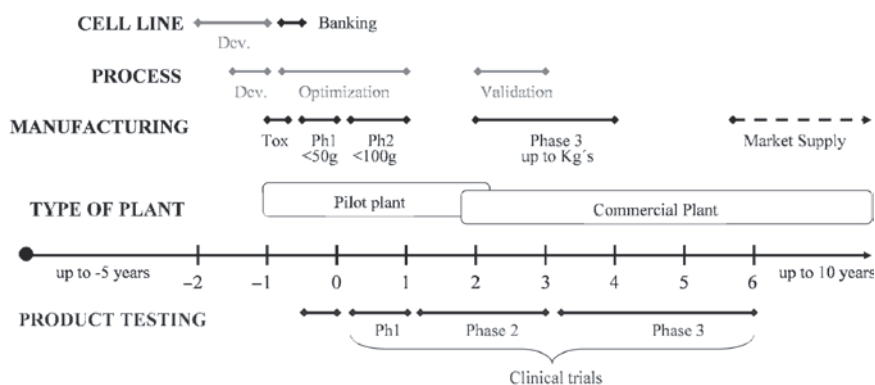 CELL LINE
Banking
Dev.
PROCESS
Dev.
Optimization
Validation
MANUFACTURING
Tox
Ph1
<50g
Ph2
<100g
Phase 3
up to Kg´s
Market Supply
TYPE OF PLANT
Pilot plant
Commercial Plant
up to -5 years
−2 −1 0 1 2 3 4 5 6
up to 10 years
PRODUCT TESTING
Ph1
Phase 2
Phase 3
Clinical trials